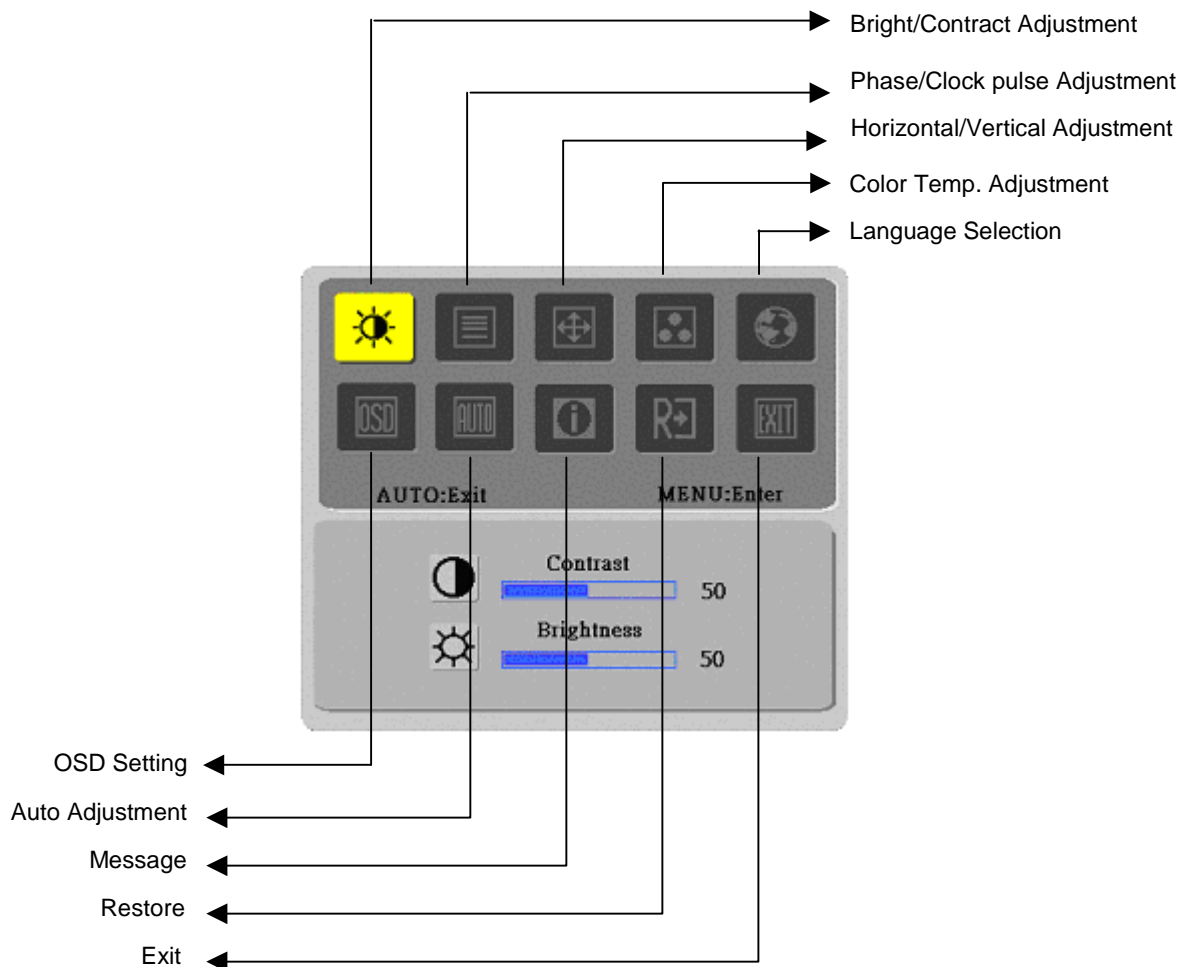 Bright/Contract Adjustment
Phase/Clock pulse Adjustment
Horizontal/Vertical Adjustment
Color Temp. Adjustment
Language Selection
OSD
AUTO
i
R
EXIT
AUTO:Exit
MENU:Enter
Contrast
50
Brightness
50
OSD Setting
Auto Adjustment
Message
Restore
Exit